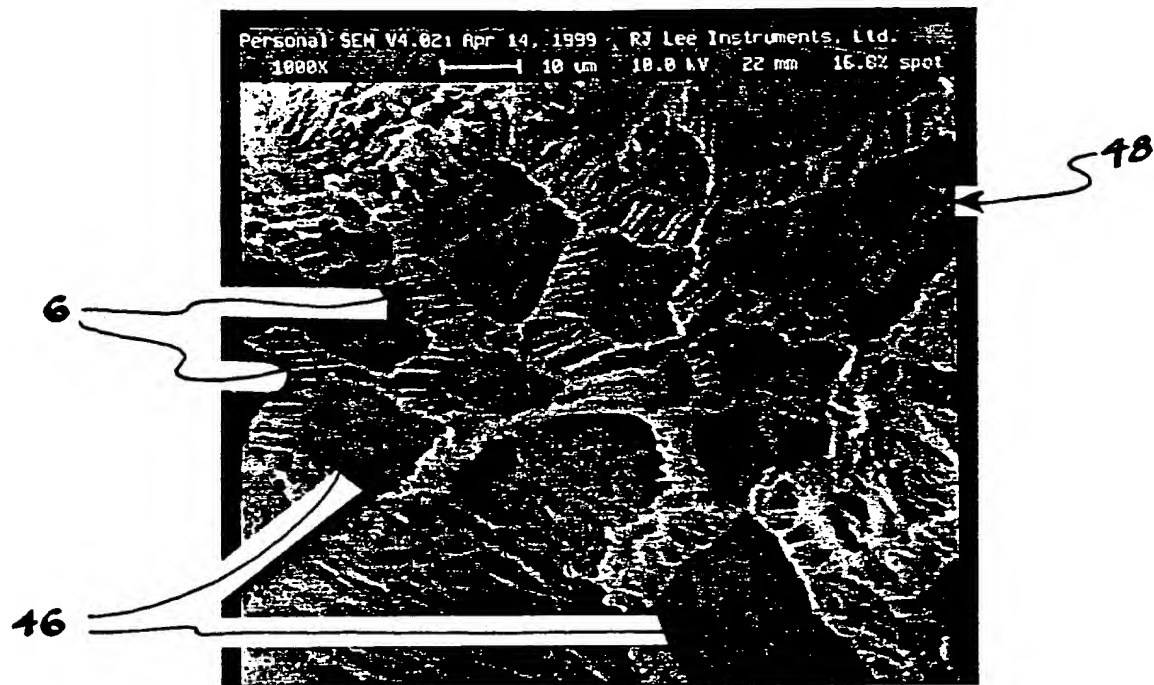 Personal SEM V4.02i Apr 14, 1999 RJ Lee Instruments, Ltd.
1000X 10 um 10.0 kV 22 mm 16.8% spot
48
6
46